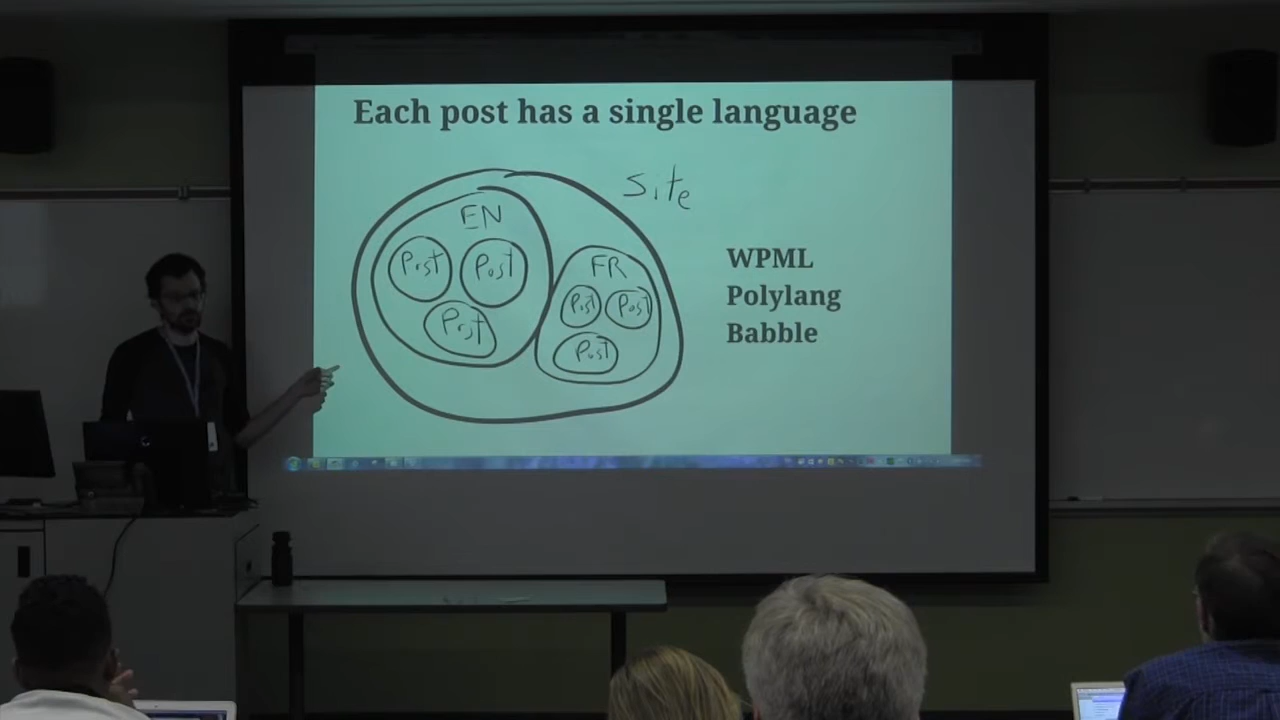 Each post has a single language
Site
EN
Post Post
Post
FR
Post Post
Post
WPML
Polylang
Babble